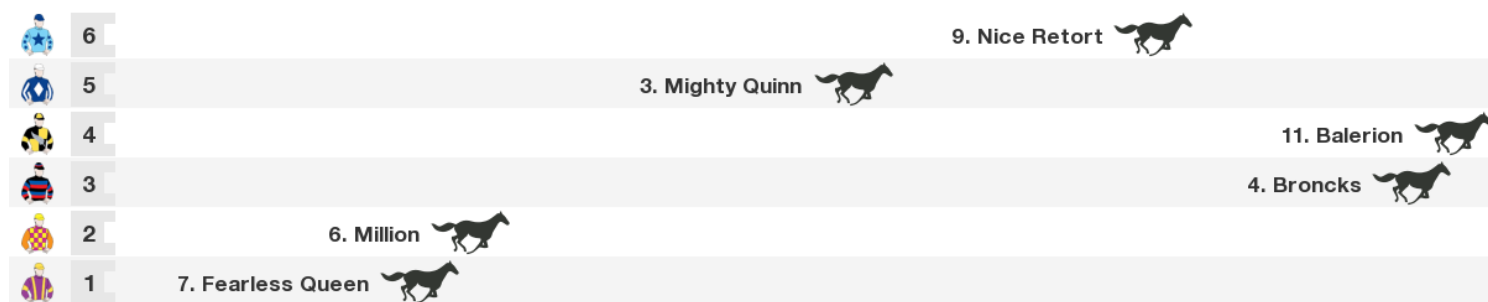 6 9. Nice Retort
5 3. Mighty Quinn
4 11. Balerion
3 4. Broncks
2 6. Million
1 7. Fearless Queen